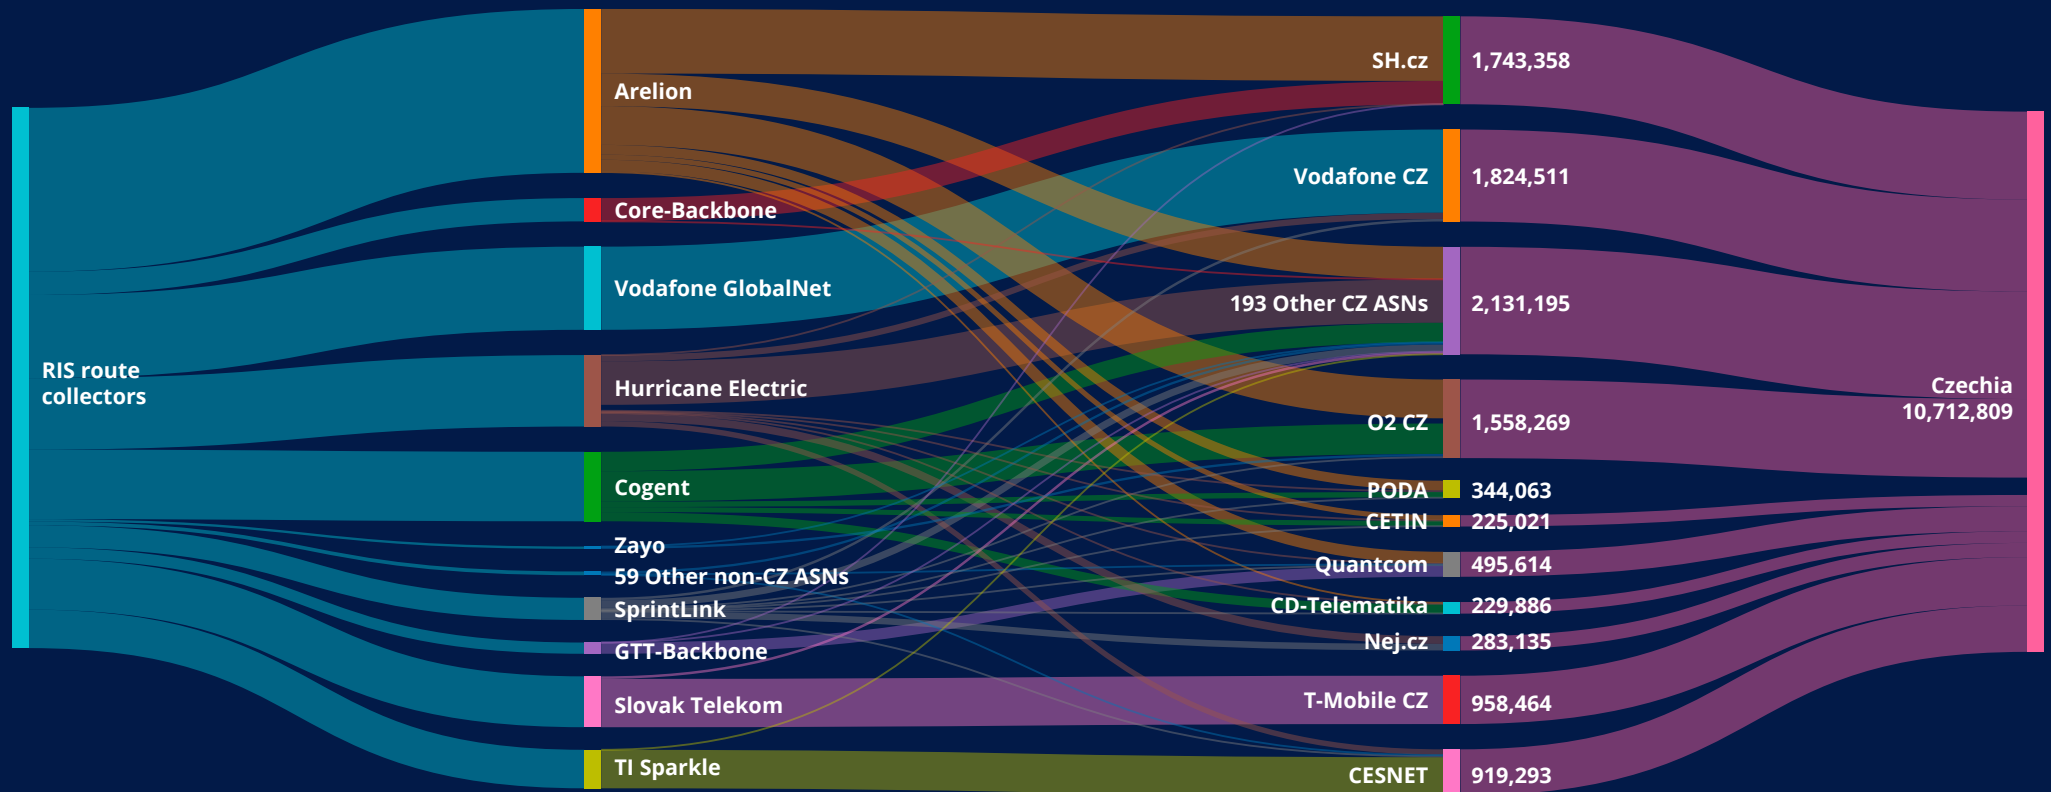 RIS route
collectors
Arelion
Core-Backbone
Vodafone GlobalNet
Hurricane Electric
Cogent
Zayo
59 Other non-CZ ASNs
SprintLink
GTT-Backbone
Slovak Telekom
TI Sparkle
SH.cz 1,743,358
Vodafone CZ 1,824,511
193 Other CZ ASNs 2,131,195
O2 CZ 1,558,269
PODA 344,063
CETIN 225,021
Quantcom 495,614
CD-Telematika 229,886
Nej.cz 283,135
T-Mobile CZ 958,464
CESNET 919,293
Czechia
10,712,809